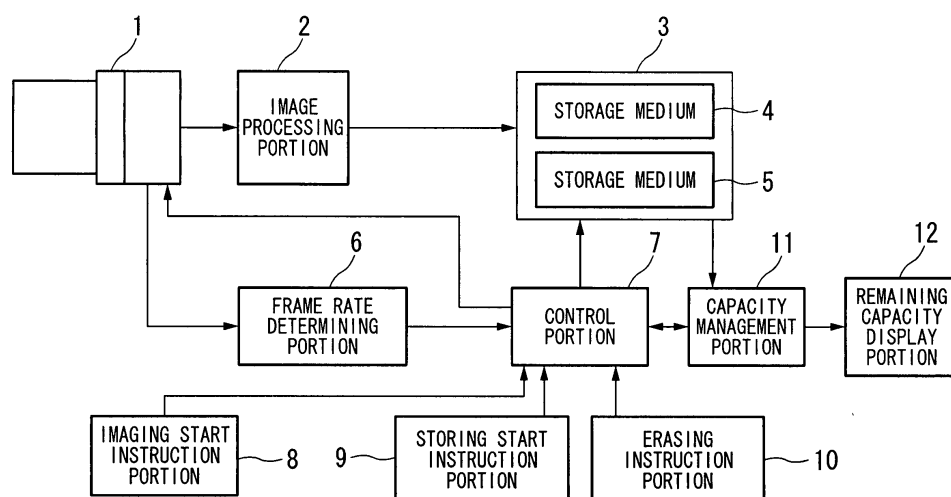 1
2
3
IMAGE
PROCESSING
PORTION
STORAGE MEDIUM
4
STORAGE MEDIUM
5
6
7
11
12
FRAME RATE
DETERMINING
PORTION
CONTROL
PORTION
CAPACITY
MANAGEMENT
PORTION
REMAINING
CAPACITY
DISPLAY
PORTION
IMAGING START
INSTRUCTION
PORTION
8
9
STORING START
INSTRUCTION
PORTION
ERASING
INSTRUCTION
PORTION
10